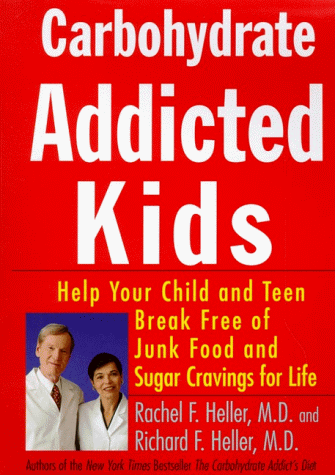 Carbohydrate
Addicted
Kids
Help Your Child and Teen
Break Free of
Junk Food and
Sugar Cravings for Life
Rachel F. Heller, M.D. and
Richard F. Heller, M.D.
Authors of the New York Times Bestseller The Carbohydrate Addict's Diet